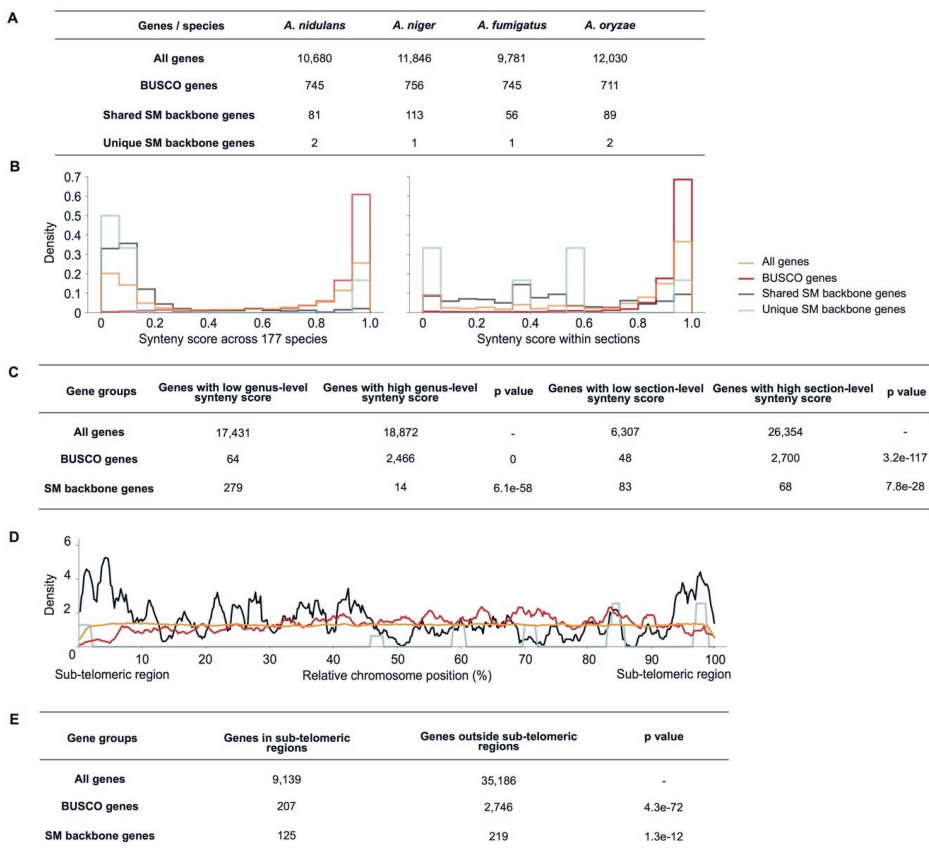 A
Genes / species A. nidulans A. niger A. fumigatus A. oryzae
All genes 10,680 11,846 9,781 12,030
BUSCO genes 745 756 745 711
Shared SM backbone genes 81 113 56 89
Unique SM backbone genes 2 1 1 2
B
0.7
0.6
0.5
0.4
0.3
0.2
0.1
0
Density
0 0.2 0.4 0.6 0.8 1.0
Synteny score across 177 species
0 0.2 0.4 0.6 0.8 1.0
Synteny score within sections
All genes
BUSCO genes
Shared SM backbone genes
Unique SM backbone genes
C
Gene groups Genes with low genus-level synteny score Genes with high genus-level synteny score p value Genes with low section-level synteny score Genes with high section-level synteny score p value
All genes 17,431 18,872 - 6,307 26,354 -
BUSCO genes 64 2,466 0 48 2,700 3.2e-117
SM backbone genes 279 14 6.1e-58 83 68 7.8e-28
D
6
4
2
0
Density
0 10 20 30 40 50 60 70 80 90 100
Sub-telomeric region Relative chromosome position (%) Sub-telomeric region
E
Gene groups Genes in sub-telomeric regions Genes outside sub-telomeric regions p value
All genes 9,139 35,186 -
BUSCO genes 207 2,746 4.3e-72
SM backbone genes 125 219 1.3e-12